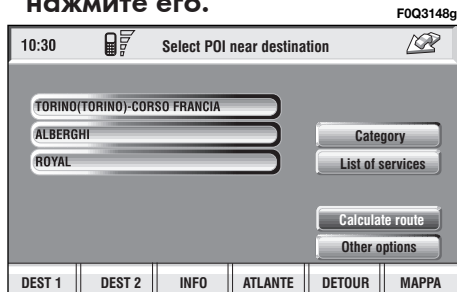 нажмите его.
F0Q3148g
10:30 Select POI near destination
TORINO(TORINO)-CORSO FRANCIA
ALBERGHI
Category
ROYAL
List of services
Calculate route
Other options
DEST 1 DEST 2 INFO ATLANTE DETOUR MAPPA